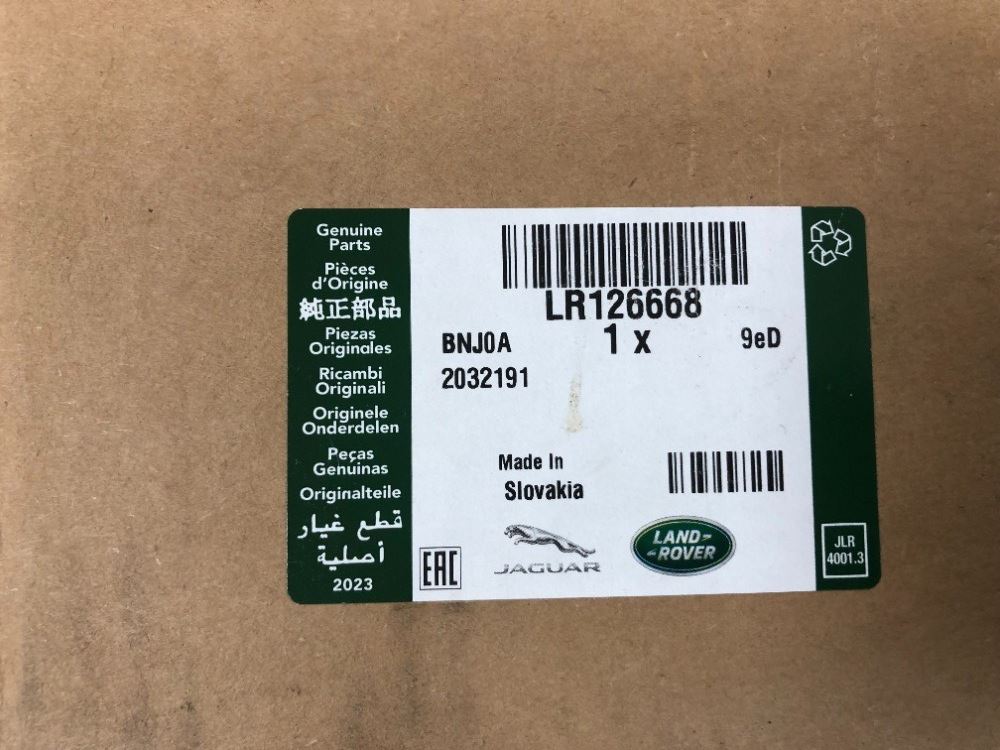 Genuine
Parts
Pièces
d'Origine
純正部品
Piezas
Originales
Ricambi
Originali
Originele
Onderdelen
Peças
Genuinas
Originalteile
قطع غيار
أصلية
2023
LR126668
BNJ0A 1 x 9eD
2032191
Made In
Slovakia
EAC
JAGUAR
LAND-
ROVER
JLR
4001.3